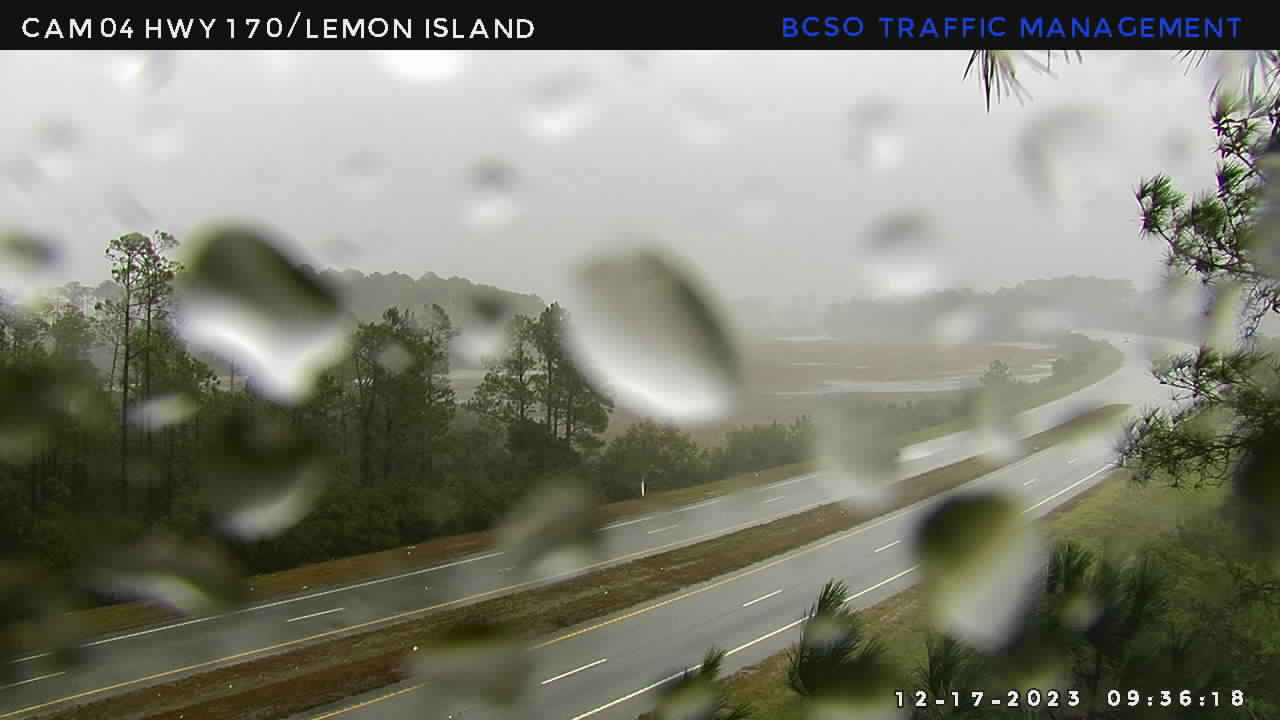 CAM 04 HWY 170/LEMON ISLAND
BCSO TRAFFIC MANAGEMENT
12-17-2023 09:36:18